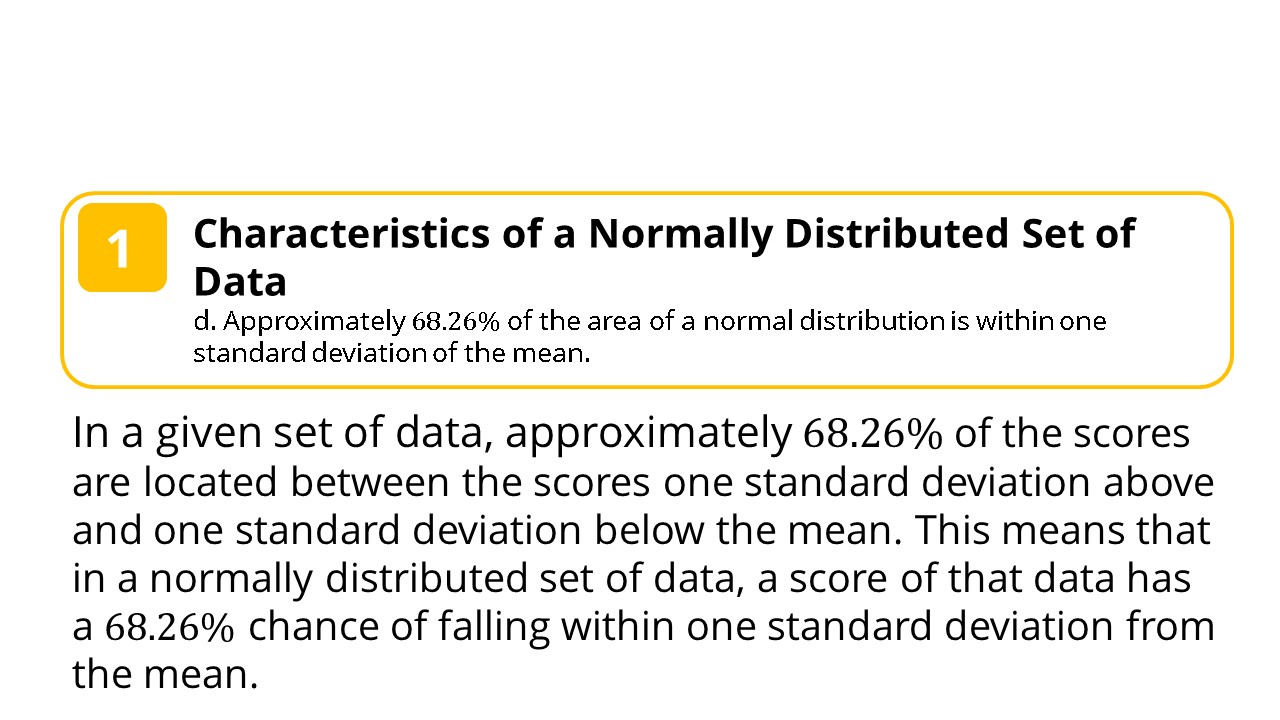 1
Characteristics of a Normally Distributed Set of
Data
d. Approximately 68.26% of the area of a normal distribution is within one
standard deviation of the mean.
In a given set of data, approximately 68.26% of the scores
are located between the scores one standard deviation above
and one standard deviation below the mean. This means that
in a normally distributed set of data, a score of that data has
a 68.26% chance of falling within one standard deviation from
the mean.